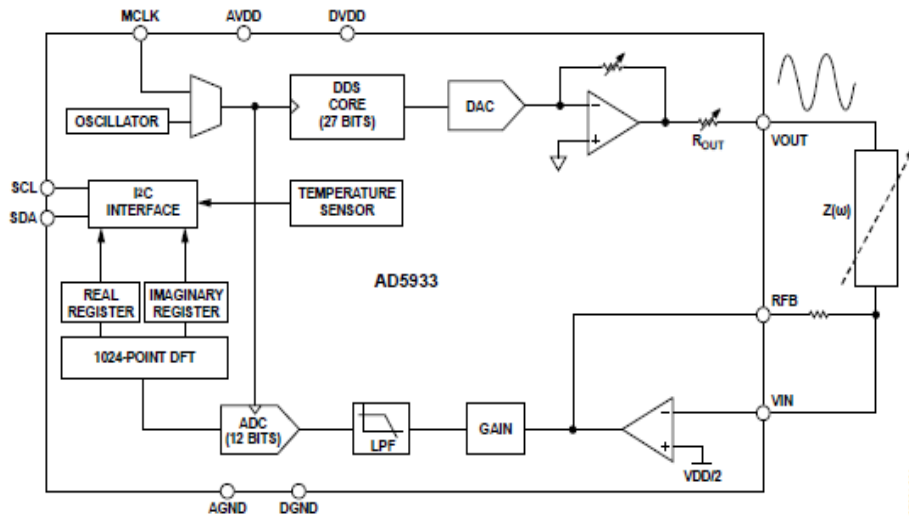 MCLK
AVDD
DVDD
OSCILLATOR
DDS
CORE
(27 BITS)
DAC
ROUT
VOUT
SCL
SDA
I2C
INTERFACE
TEMPERATURE
SENSOR
Z(ω)
AD5933
REAL
REGISTER
IMAGINARY
REGISTER
RFB
1024-POINT DFT
VIN
ADC
(12 BITS)
LPF
GAIN
VDD/2
AGND
DGND